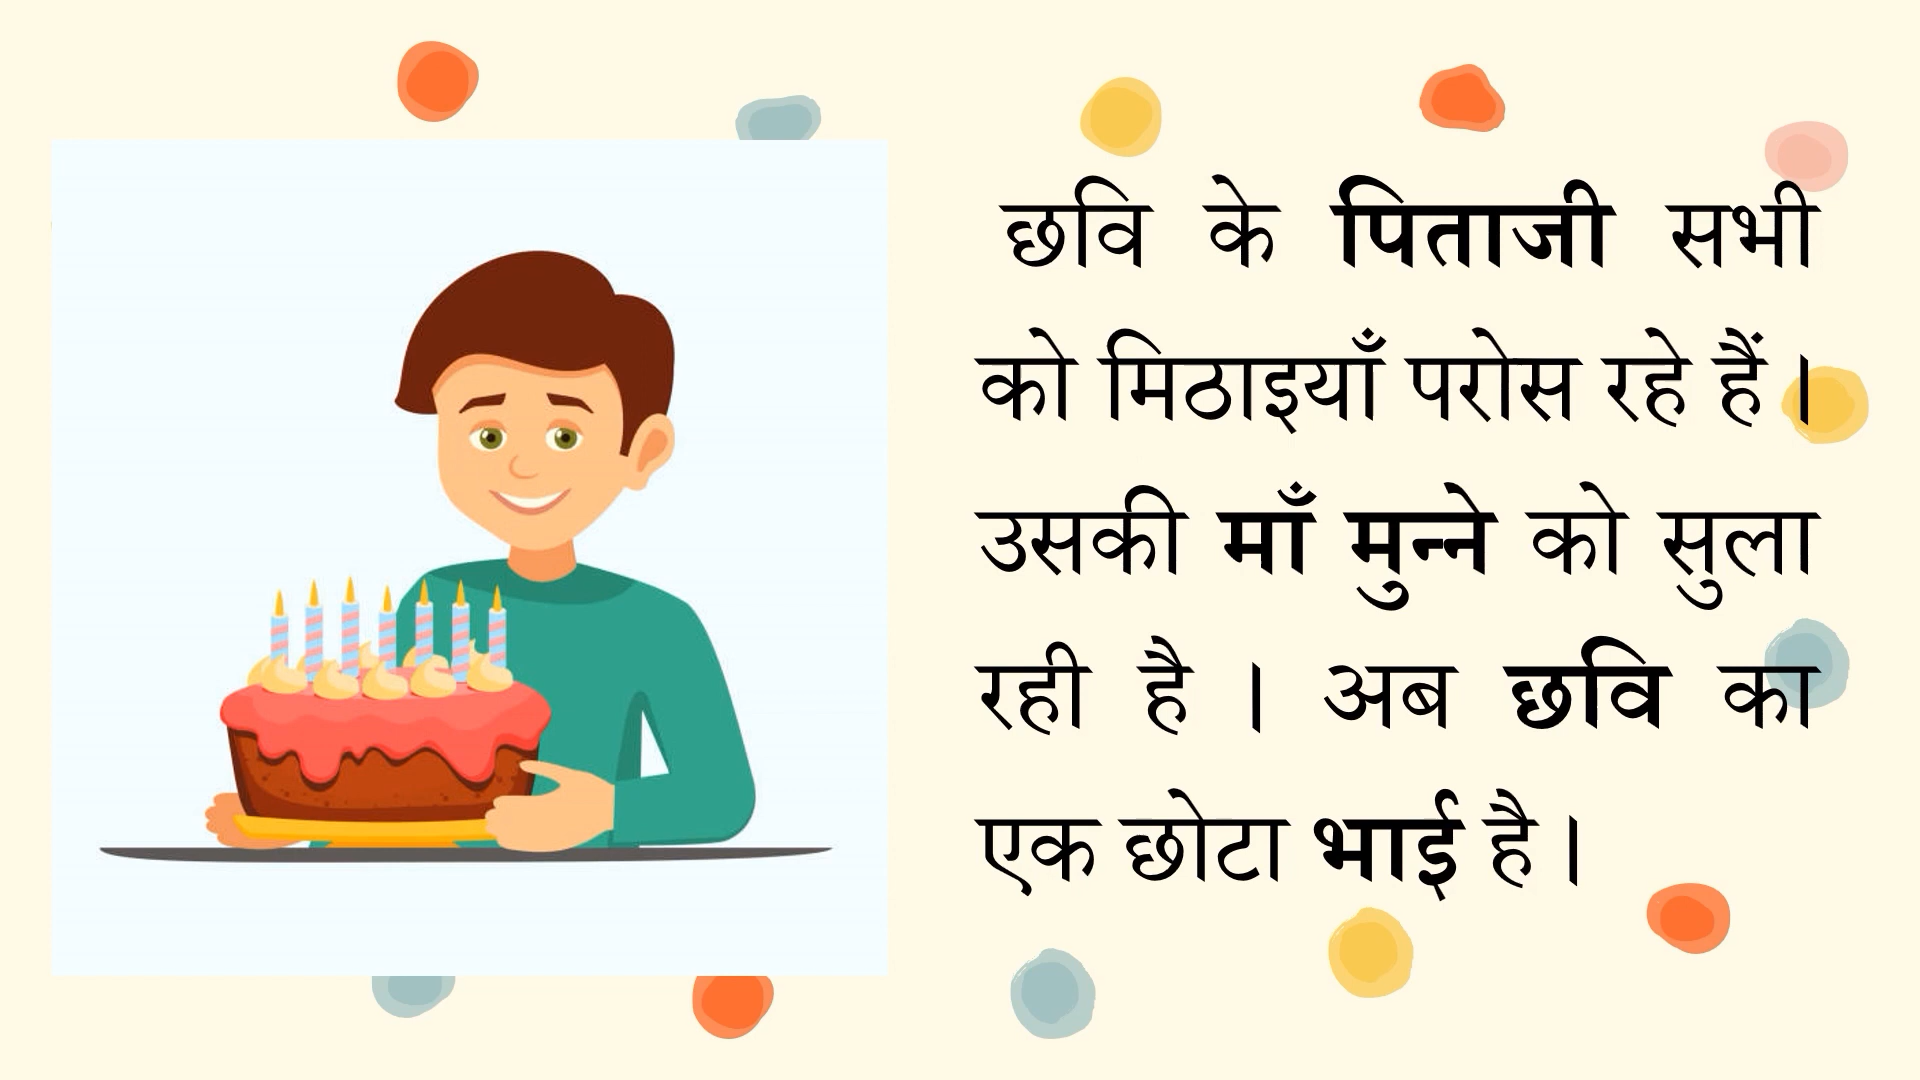 छवि के पिताजी सभी
को मिठाइयाँ परोस रहे हैं।
उसकी माँ मुन्ने को सुला
रही है । अब छवि का
एक छोटा भाई है।